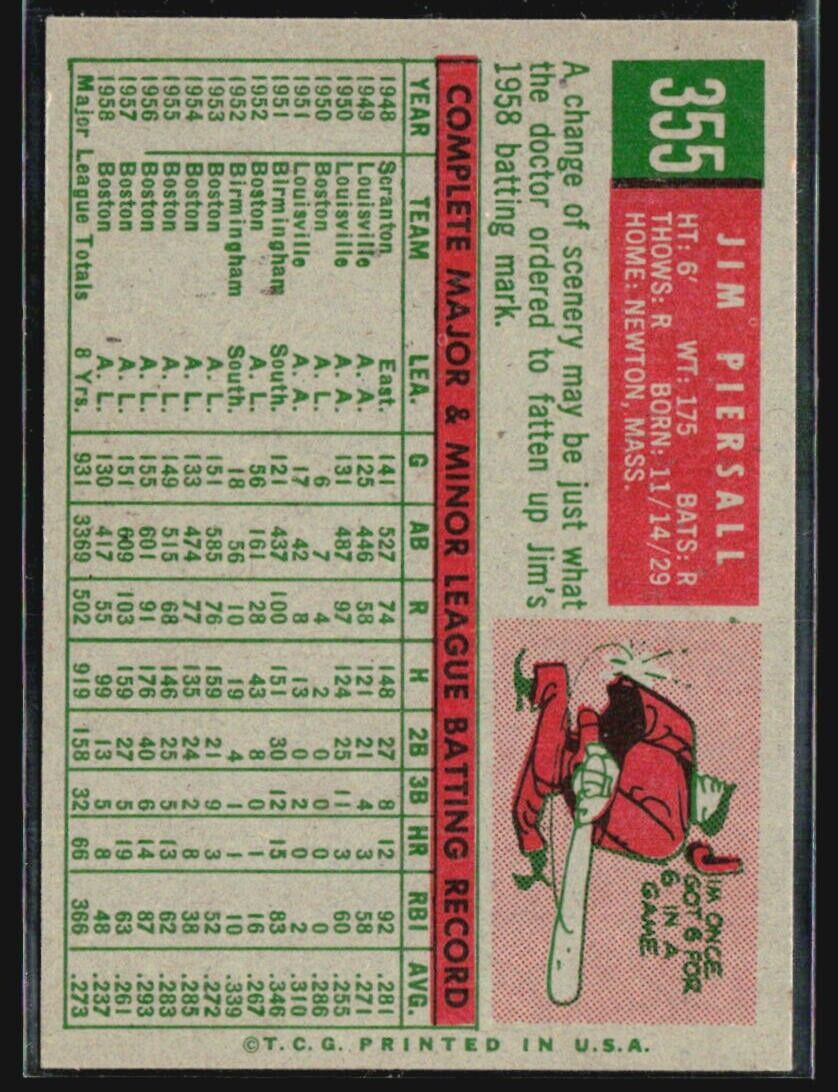 355
JIM PIERSALL
HT: 6' WT: 175 BATS: R
THOWS: R BORN: 11/14/29
HOME: NEWTON, MASS.
A change of scenery may be just what
the doctor ordered to fatten up Jim's
1958 batting mark.
JIM ONCE
GOT 6 FOR
6 IN A
GAME
COMPLETE MAJOR & MINOR LEAGUE BATTING RECORD
YEAR TEAM LEA. G AB R H 2B 3B HR RBI AVG.
1948 Scranton East. 141 527 74 148 27 8 12 92 .281
1949 Louisville A. A. 125 446 58 121 21 4 3 58 .271
1950 Louisville A. A. 131 487 97 124 25 11 3 60 .255
1950 Boston A. L. 6 7 4 2 0 0 0 0 .286
1951 Louisville A. A. 17 42 8 13 0 2 0 2 .310
1951 Birmingham South. 121 437 100 151 30 12 15 83 .346
1952 Boston A. L. 56 161 28 43 8 0 1 16 .267
1952 Birmingham South. 18 56 10 19 4 1 1 10 .339
1953 Boston A. L. 151 585 76 159 21 9 3 52 .272
1954 Boston A. L. 133 474 77 135 24 2 8 38 .285
1955 Boston A. L. 149 515 68 146 25 5 13 62 .283
1956 Boston A. L. 155 601 91 176 40 6 14 87 .293
1957 Boston A. L. 151 609 103 159 27 5 19 63 .261
1958 Boston A. L. 130 417 55 99 13 5 8 48 .237
Major League Totals 8 Yrs. 931 3369 502 919 158 32 66 366 .273
©T.C.G. PRINTED IN U.S.A.